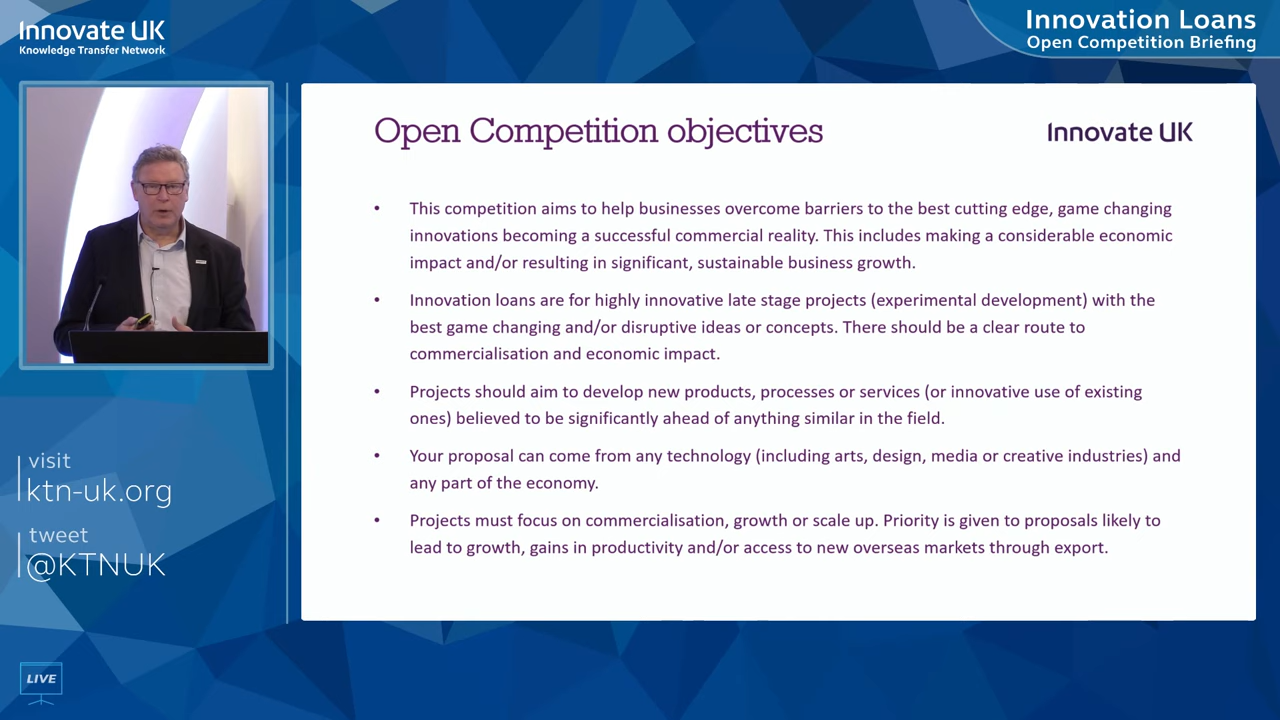 Innovate UK
Knowledge Transfer Network
Innovation Loans
Open Competition Briefing
Open Competition objectives
Innovate UK
• This competition aims to help businesses overcome barriers to the best cutting edge, game changing
innovations becoming a successful commercial reality. This includes making a considerable economic
impact and/or resulting in significant, sustainable business growth.
• Innovation loans are for highly innovative late stage projects (experimental development) with the
best game changing and/or disruptive ideas or concepts. There should be a clear route to
commercialisation and economic impact.
• Projects should aim to develop new products, processes or services (or innovative use of existing
ones) believed to be significantly ahead of anything similar in the field.
• Your proposal can come from any technology (including arts, design, media or creative industries) and
any part of the economy.
• Projects must focus on commercialisation, growth or scale up. Priority is given to proposals likely to
lead to growth, gains in productivity and/or access to new overseas markets through export.
visit
ktn-uk.org
tweet
@KTNUK
LIVE